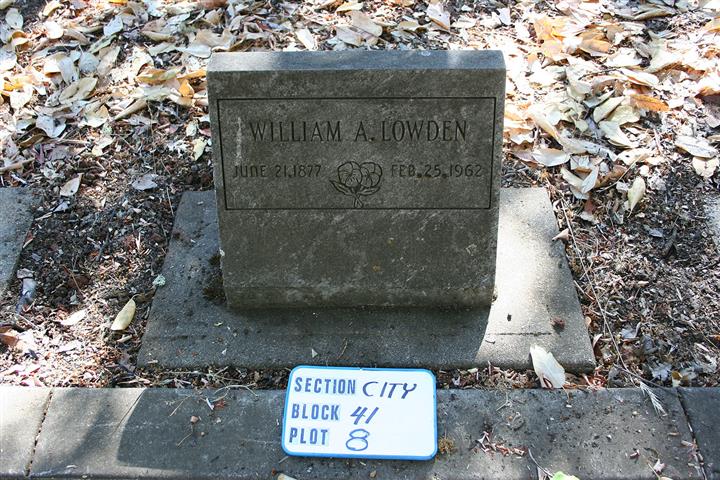 WILLIAM A. LOWDEN
JUNE 21, 1877 FEB. 25, 1962
SECTION CITY
BLOCK 41
PLOT 8